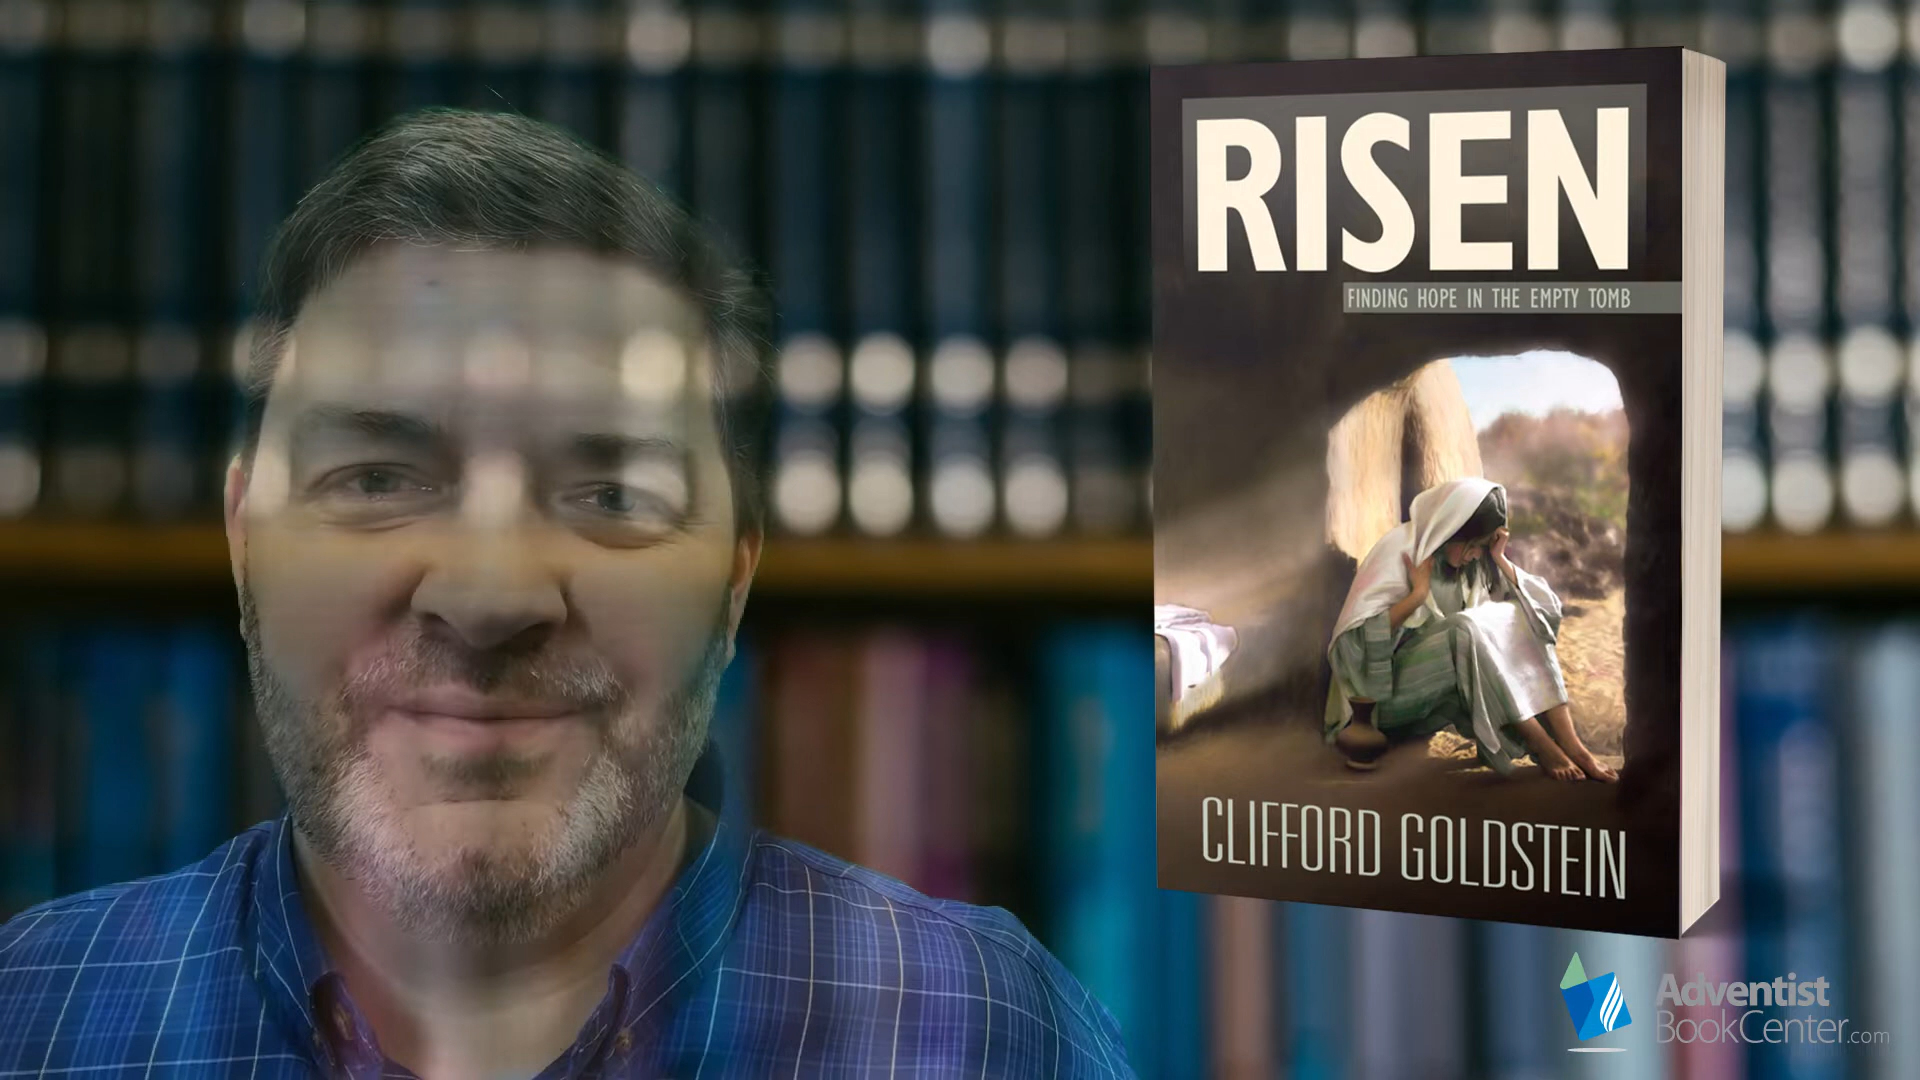 RISEN
FINDING HOPE IN THE EMPTY TOMB
CLIFFORD GOLDSTEIN
Adventist
BookCenter.com